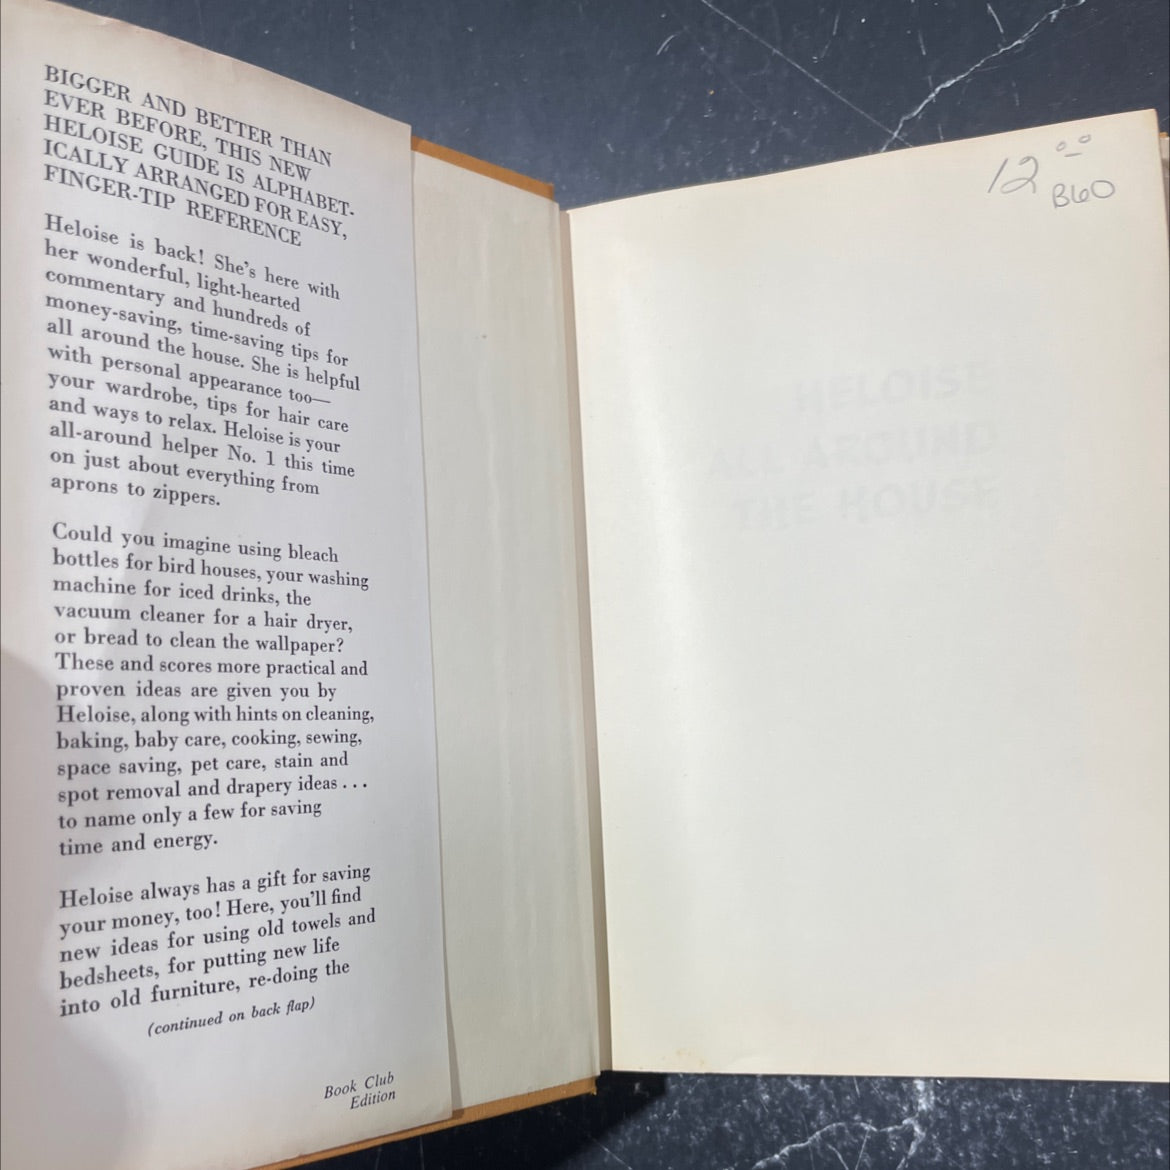 BIGGER AND BETTER THAN
EVER BEFORE, THIS NEW
HELOISE GUIDE IS ALPHABET-
ICALLY ARRANGED FOR EASY,
FINGER-TIP REFERENCE
Heloise is back! She's here with
her wonderful, light-hearted
commentary and hundreds of
money-saving, time-saving tips for
all around the house. She is helpful
with personal appearance too—
your wardrobe, tips for hair care
and ways to relax. Heloise is your
all-around helper No. 1 this time
on just about everything from
aprons to zippers.
Could you imagine using bleach
bottles for bird houses, your washing
machine for iced drinks, the
vacuum cleaner for a hair dryer,
or bread to clean the wallpaper?
These and scores more practical and
proven ideas are given you by
Heloise, along with hints on cleaning,
baking, baby care, cooking, sewing,
space saving, pet care, stain and
spot removal and drapery ideas . . .
to name only a few for saving
time and energy.
Heloise always has a gift for saving
your money, too! Here, you'll find
new ideas for using old towels and
bedsheets, for putting new life
into old furniture, re-doing the
(continued on back flap)
Book Club
Edition
12 00
B60
HELOISE
ALL AROUND
THE HOUSE